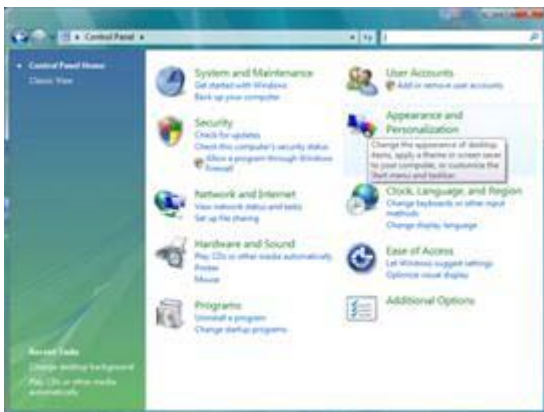 Control Panel
Control Panel Home
Classic View
System and Maintenance
Get started with Windows
Back up your computer
Security
Check for updates
Check this computer's security status
Allow a program through Windows
Firewall
Network and Internet
View network status and tasks
Set up file sharing
Hardware and Sound
Play CDs or other media automatically
Printer
Mouse
Programs
Uninstall a program
Change startup programs
User Accounts
Add or remove user accounts
Appearance and
Personalization
Change the appearance of desktop
items, apply a theme or screen saver
to your computer, or customize the
Start menu and taskbar.
Clock, Language, and Region
Change keyboards or other input
methods
Change display language
Ease of Access
Let Windows suggest settings
Optimize visual display
Additional Options
Recent Tasks
Change desktop background
Play CDs or other media
automatically